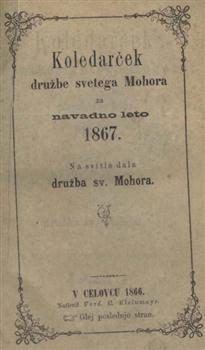 Koledarček
družbe svetega Mohora
za
navadno leto
1867.
Na svitlo dala
družba sv. Mohora.
V CELOVCU 1866.
Natisnil Ferd. ž. Kleinmayr.
☞ Glej poslednjo stran.